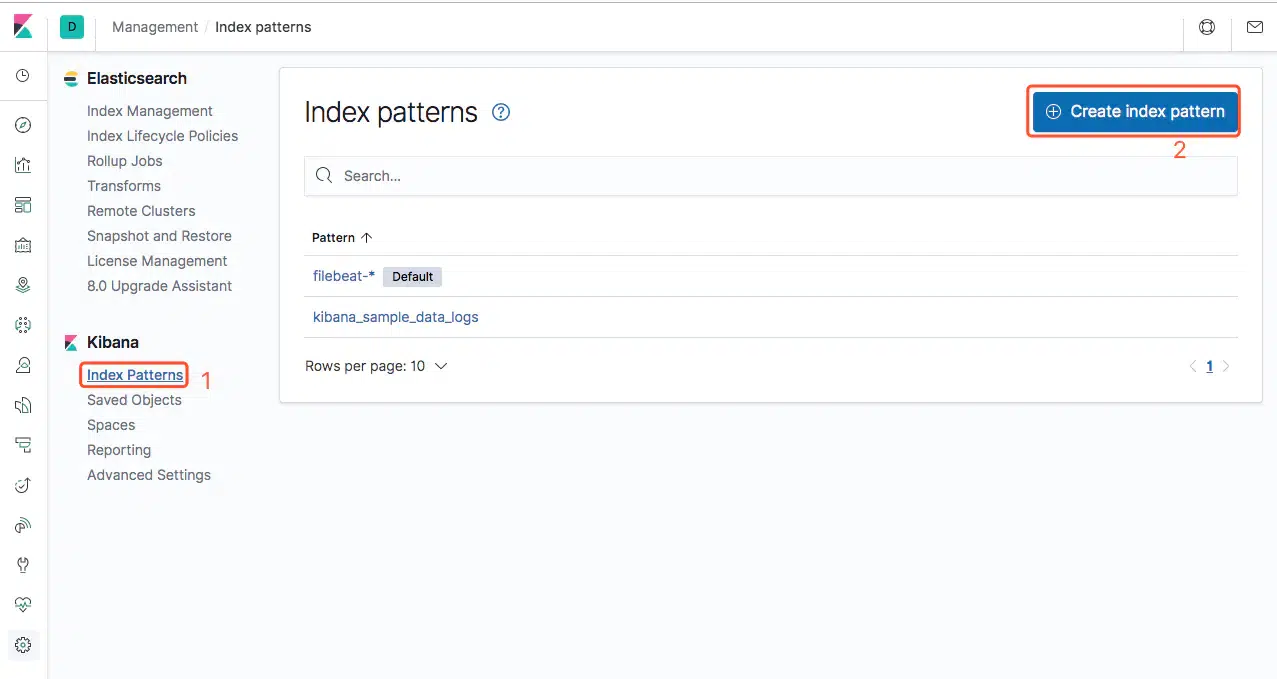 D
Management / Index patterns
Elasticsearch
Index Management
Index Lifecycle Policies
Rollup Jobs
Transforms
Remote Clusters
Snapshot and Restore
License Management
8.0 Upgrade Assistant
Kibana
Index Patterns 1
Saved Objects
Spaces
Reporting
Advanced Settings
Index patterns ?
Create index pattern
2
Search...
Pattern ↑
filebeat-* Default
kibana_sample_data_logs
Rows per page: 10
< 1 >